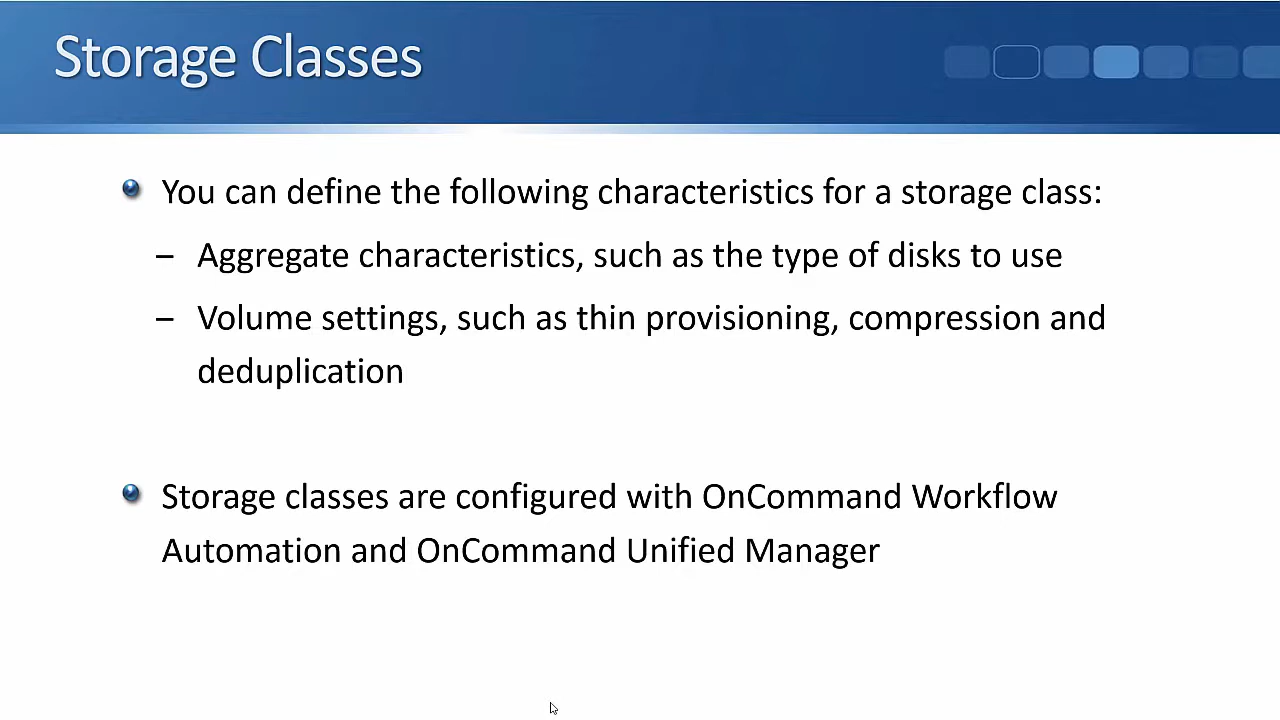 Storage Classes
You can define the following characteristics for a storage class:
– Aggregate characteristics, such as the type of disks to use
– Volume settings, such as thin provisioning, compression and
deduplication
Storage classes are configured with OnCommand Workflow
Automation and OnCommand Unified Manager